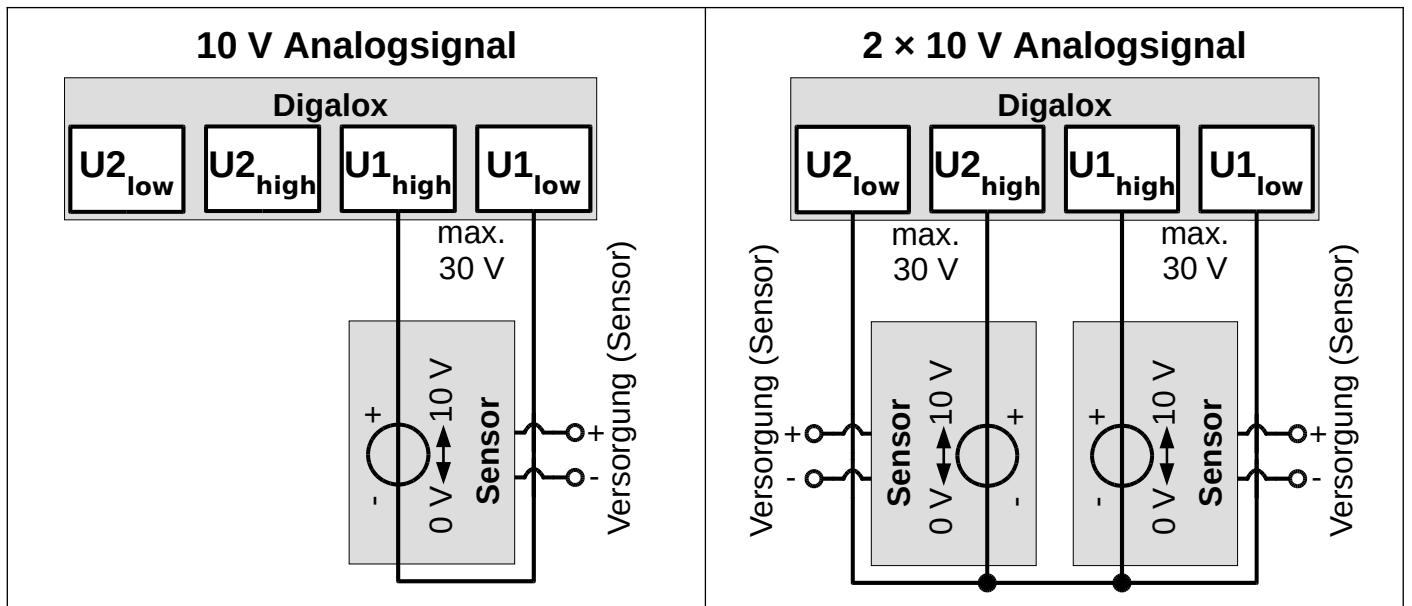 10 V Analogsignal
Digalox
U2low U2high U1high U1low
max.
30 V
+
-
0 V 10 V
Sensor
+
-
Versorgung (Sensor)
2 × 10 V Analogsignal
Digalox
U2low U2high U1high U1low
max.
30 V
max.
30 V
Versorgung (Sensor)
+
-
Sensor
0 V 10 V
+
-
+
-
0 V 10 V
Sensor
+
-
Versorgung (Sensor)